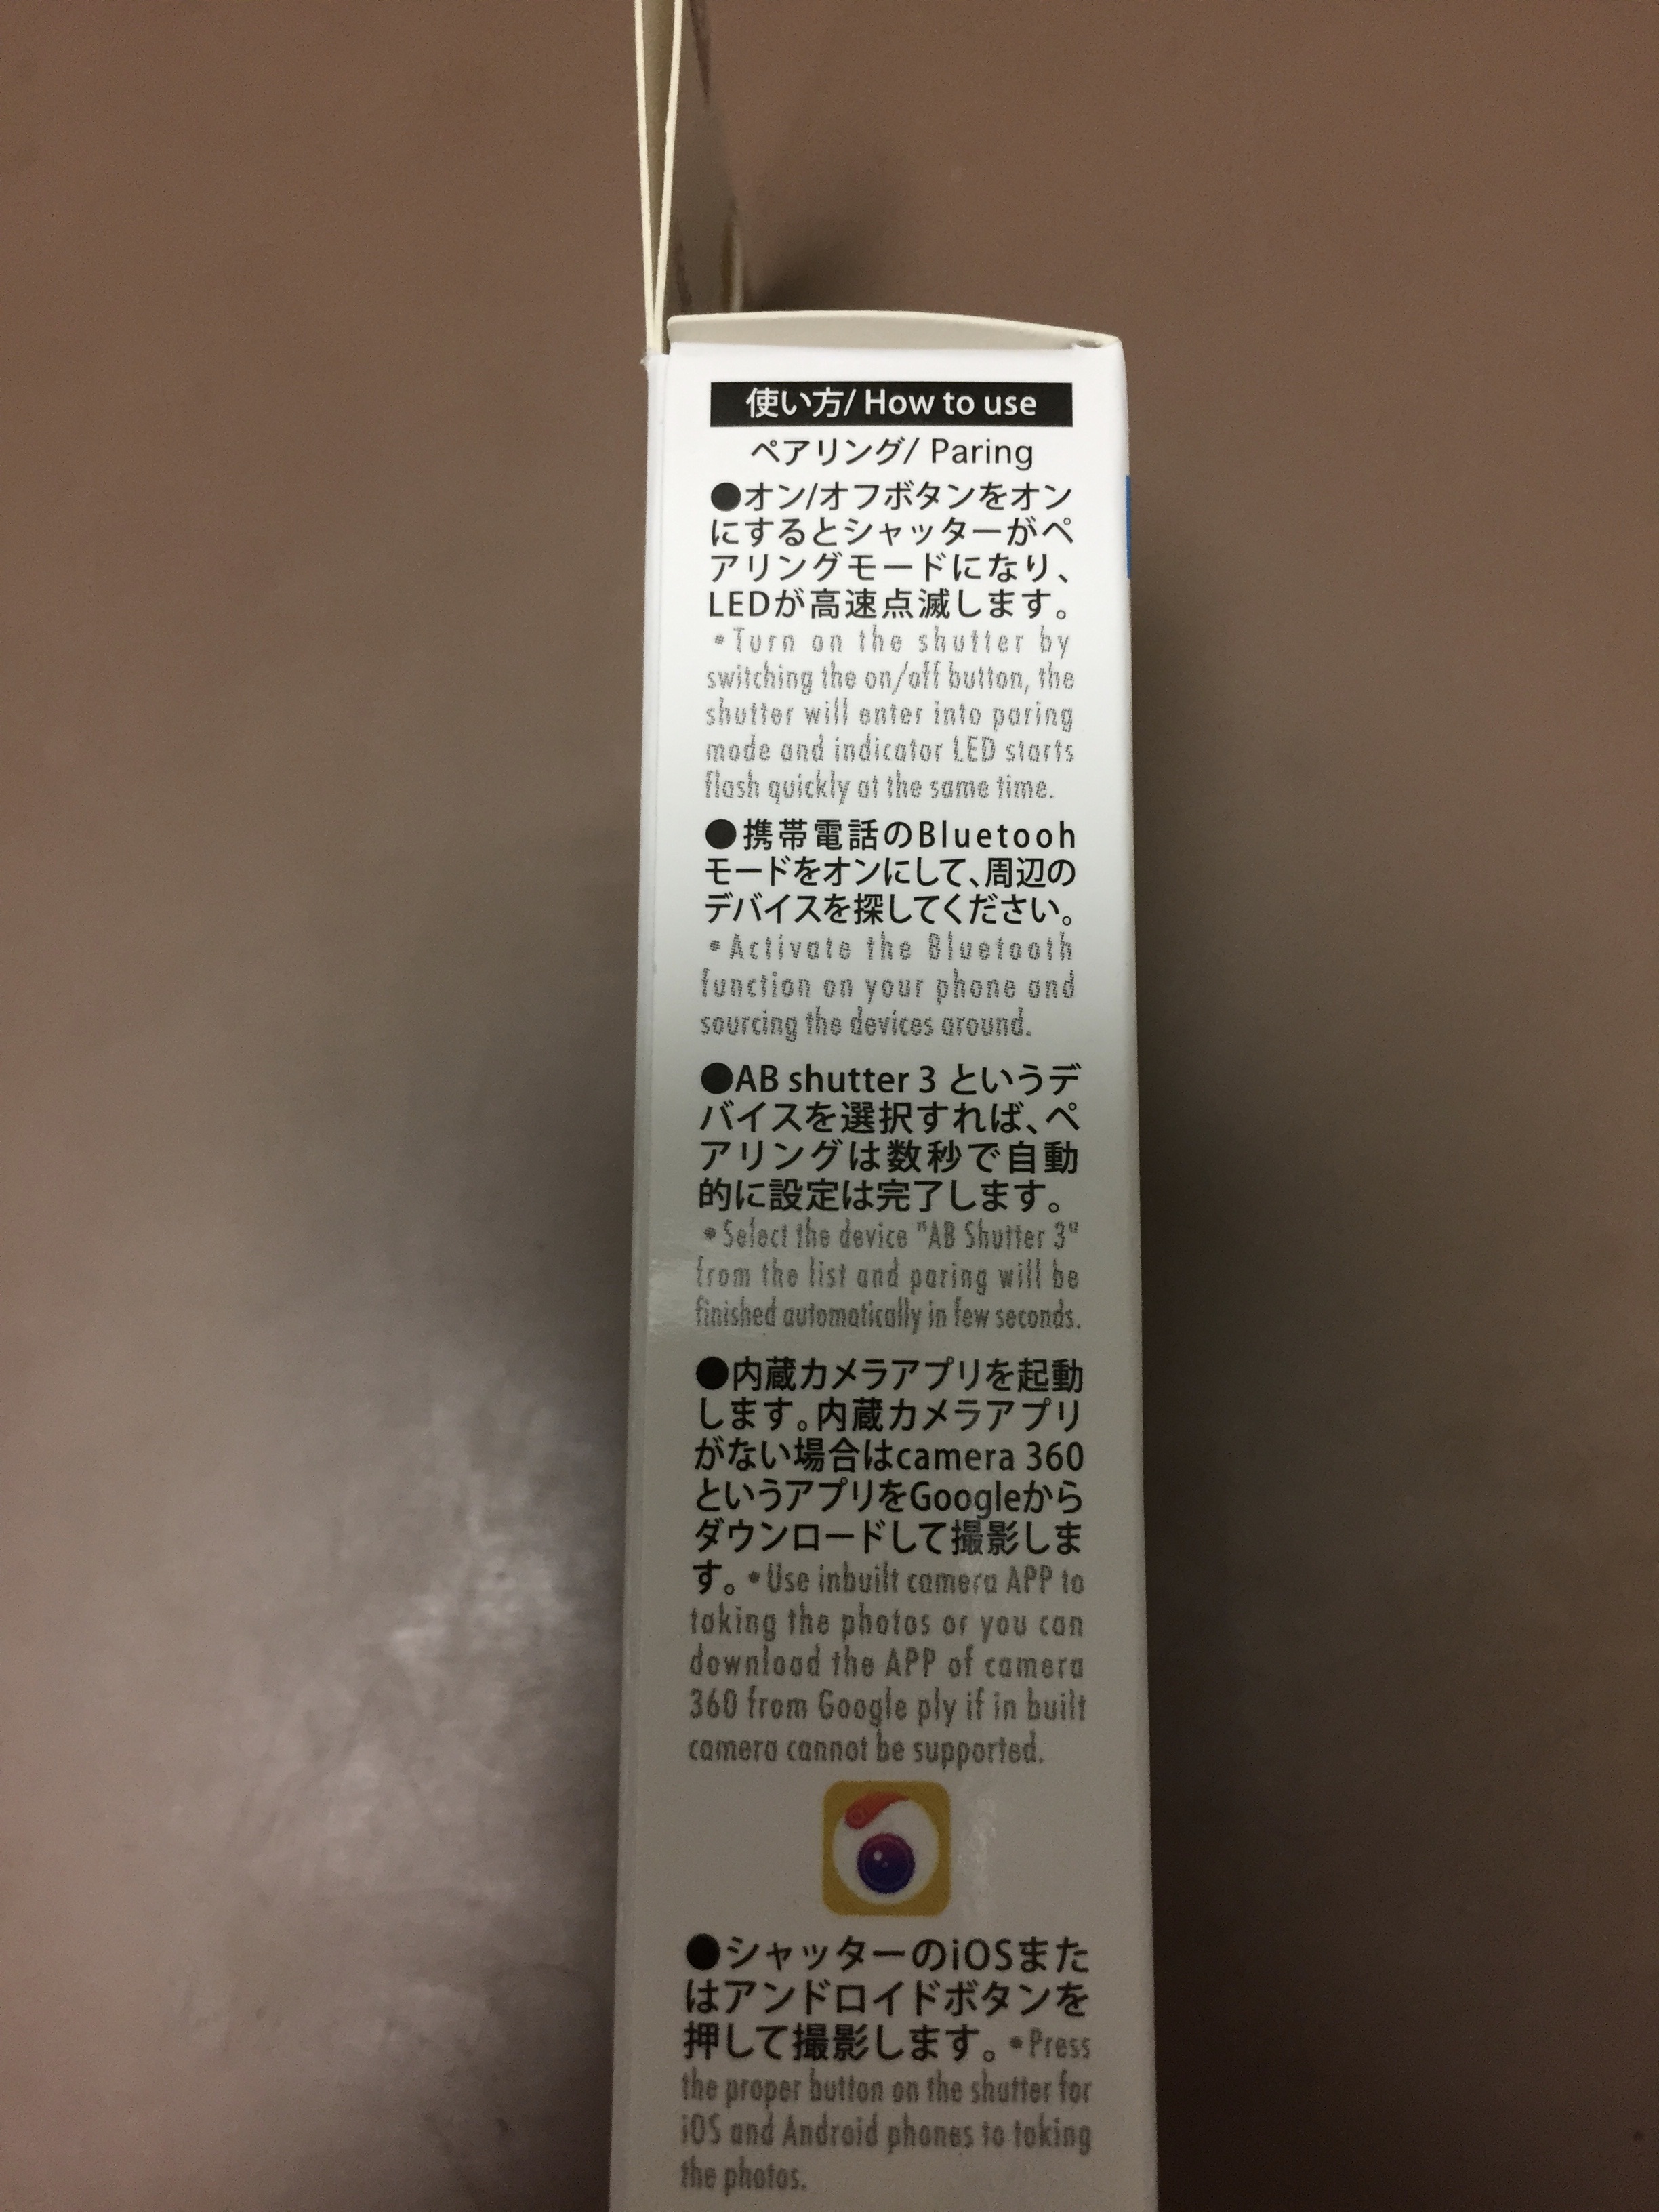 使い方/ How to use
ペアリング/ Paring
●オン/オフボタンをオン
にするとシャッターがペ
アリングモードになり、
LEDが高速点滅します。
•Turn on the shutter by
switching the on/off button, the
shutter will enter into paring
mode and indicator LED starts
flash quickly at the same time.
●携帯電話のBluetooh
モードをオンにして、周辺の
デバイスを探してください。
•Activate the Bluetooth
function on your phone and
sourcing the devices around.
●AB shutter 3 というデ
バイスを選択すれば、ペ
アリングは数秒で自動
的に設定は完了します。
•Select the device "AB Shutter 3"
from the list and paring will be
finished automatically in few seconds.
●内蔵カメラアプリを起動
します。内蔵カメラアプリ
がない場合はcamera 360
というアプリをGoogleから
ダウンロードして撮影しま
す。•Use inbuilt camera APP to
taking the photos or you can
download the APP of camera
360 from Google ply if in built
camera cannot be supported.
●シャッターのiOSまた
はアンドロイドボタンを
押して撮影します。•Press
the proper button on the shutter for
iOS and Android phones to taking
the photos.